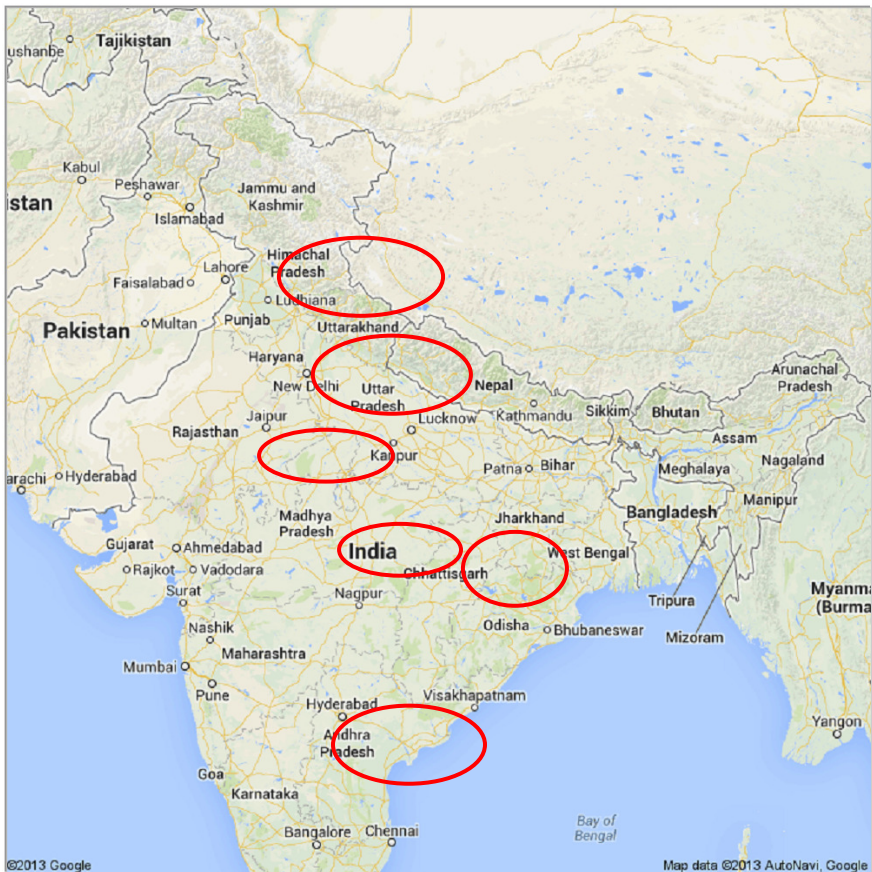 Tajikistan
ushanbe
Kabul
Peshawar
Jammu and
Kashmir
istan
Islamabad
Himachal
Pradesh
Lahore
Faisalabad
Ludhiana
Pakistan
Multan
Punjab
Uttarakhand
Haryana
New Delhi
Uttar
Pradesh
Nepal
Arunachal
Pradesh
Jaipur
Lucknow
Kathmandu
Sikkim
Bhutan
Rajasthan
Assam
Kanpur
Patna
Bihar
Meghalaya
Nagaland
arachi
Hyderabad
Manipur
Madhya
Pradesh
Jharkhand
Bangladesh
Gujarat
Ahmedabad
India
West Bengal
Rajkot
Vadodara
Chhattisgarh
Surat
Nagpur
Tripura
Myanma
(Burma
Nashik
Odisha
Bhubaneswar
Mizoram
Maharashtra
Mumbai
Pune
Visakhapatnam
Hyderabad
Yangon
Andhra
Pradesh
Goa
Karnataka
Bay of
Bengal
Bangalore
Chennai
©2013 Google
Map data ©2013 AutoNavi, Google